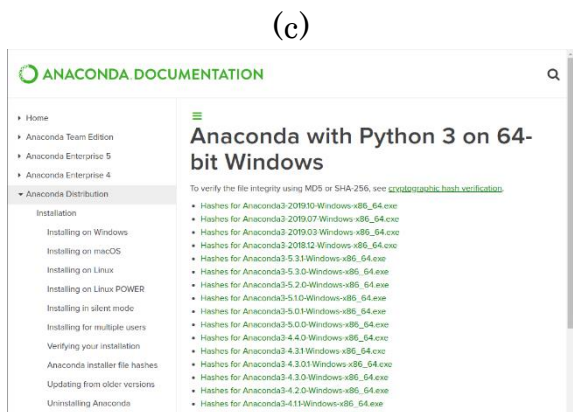 (c)
ANACONDA.DOCUMENTATION
Home
Anaconda Team Edition
Anaconda Enterprise 5
Anaconda Enterprise 4
Anaconda Distribution
Installation
Installing on Windows
Installing on macOS
Installing on Linux
Installing on Linux POWER
Installing in silent mode
Installing for multiple users
Verifying your installation
Anaconda installer file hashes
Updating from older versions
Uninstalling Anaconda
Anaconda with Python 3 on 64-
bit Windows
To verify the file integrity using MD5 or SHA-256, see cryptographic hash verification.
Hashes for Anaconda3-2019.10-Windows-x86_64.exe
Hashes for Anaconda3-2019.07-Windows-x86_64.exe
Hashes for Anaconda3-2019.03-Windows-x86_64.exe
Hashes for Anaconda3-2018.12-Windows-x86_64.exe
Hashes for Anaconda3-5.3.1-Windows-x86_64.exe
Hashes for Anaconda3-5.3.0-Windows-x86_64.exe
Hashes for Anaconda3-5.2.0-Windows-x86_64.exe
Hashes for Anaconda3-5.1.0-Windows-x86_64.exe
Hashes for Anaconda3-5.0.1-Windows-x86_64.exe
Hashes for Anaconda3-5.0.0-Windows-x86_64.exe
Hashes for Anaconda3-4.4.0-Windows-x86_64.exe
Hashes for Anaconda3-4.3.1-Windows-x86_64.exe
Hashes for Anaconda3-4.3.0.1-Windows-x86_64.exe
Hashes for Anaconda3-4.3.0-Windows-x86_64.exe
Hashes for Anaconda3-4.2.0-Windows-x86_64.exe
Hashes for Anaconda3-4.1.1-Windows-x86_64.exe